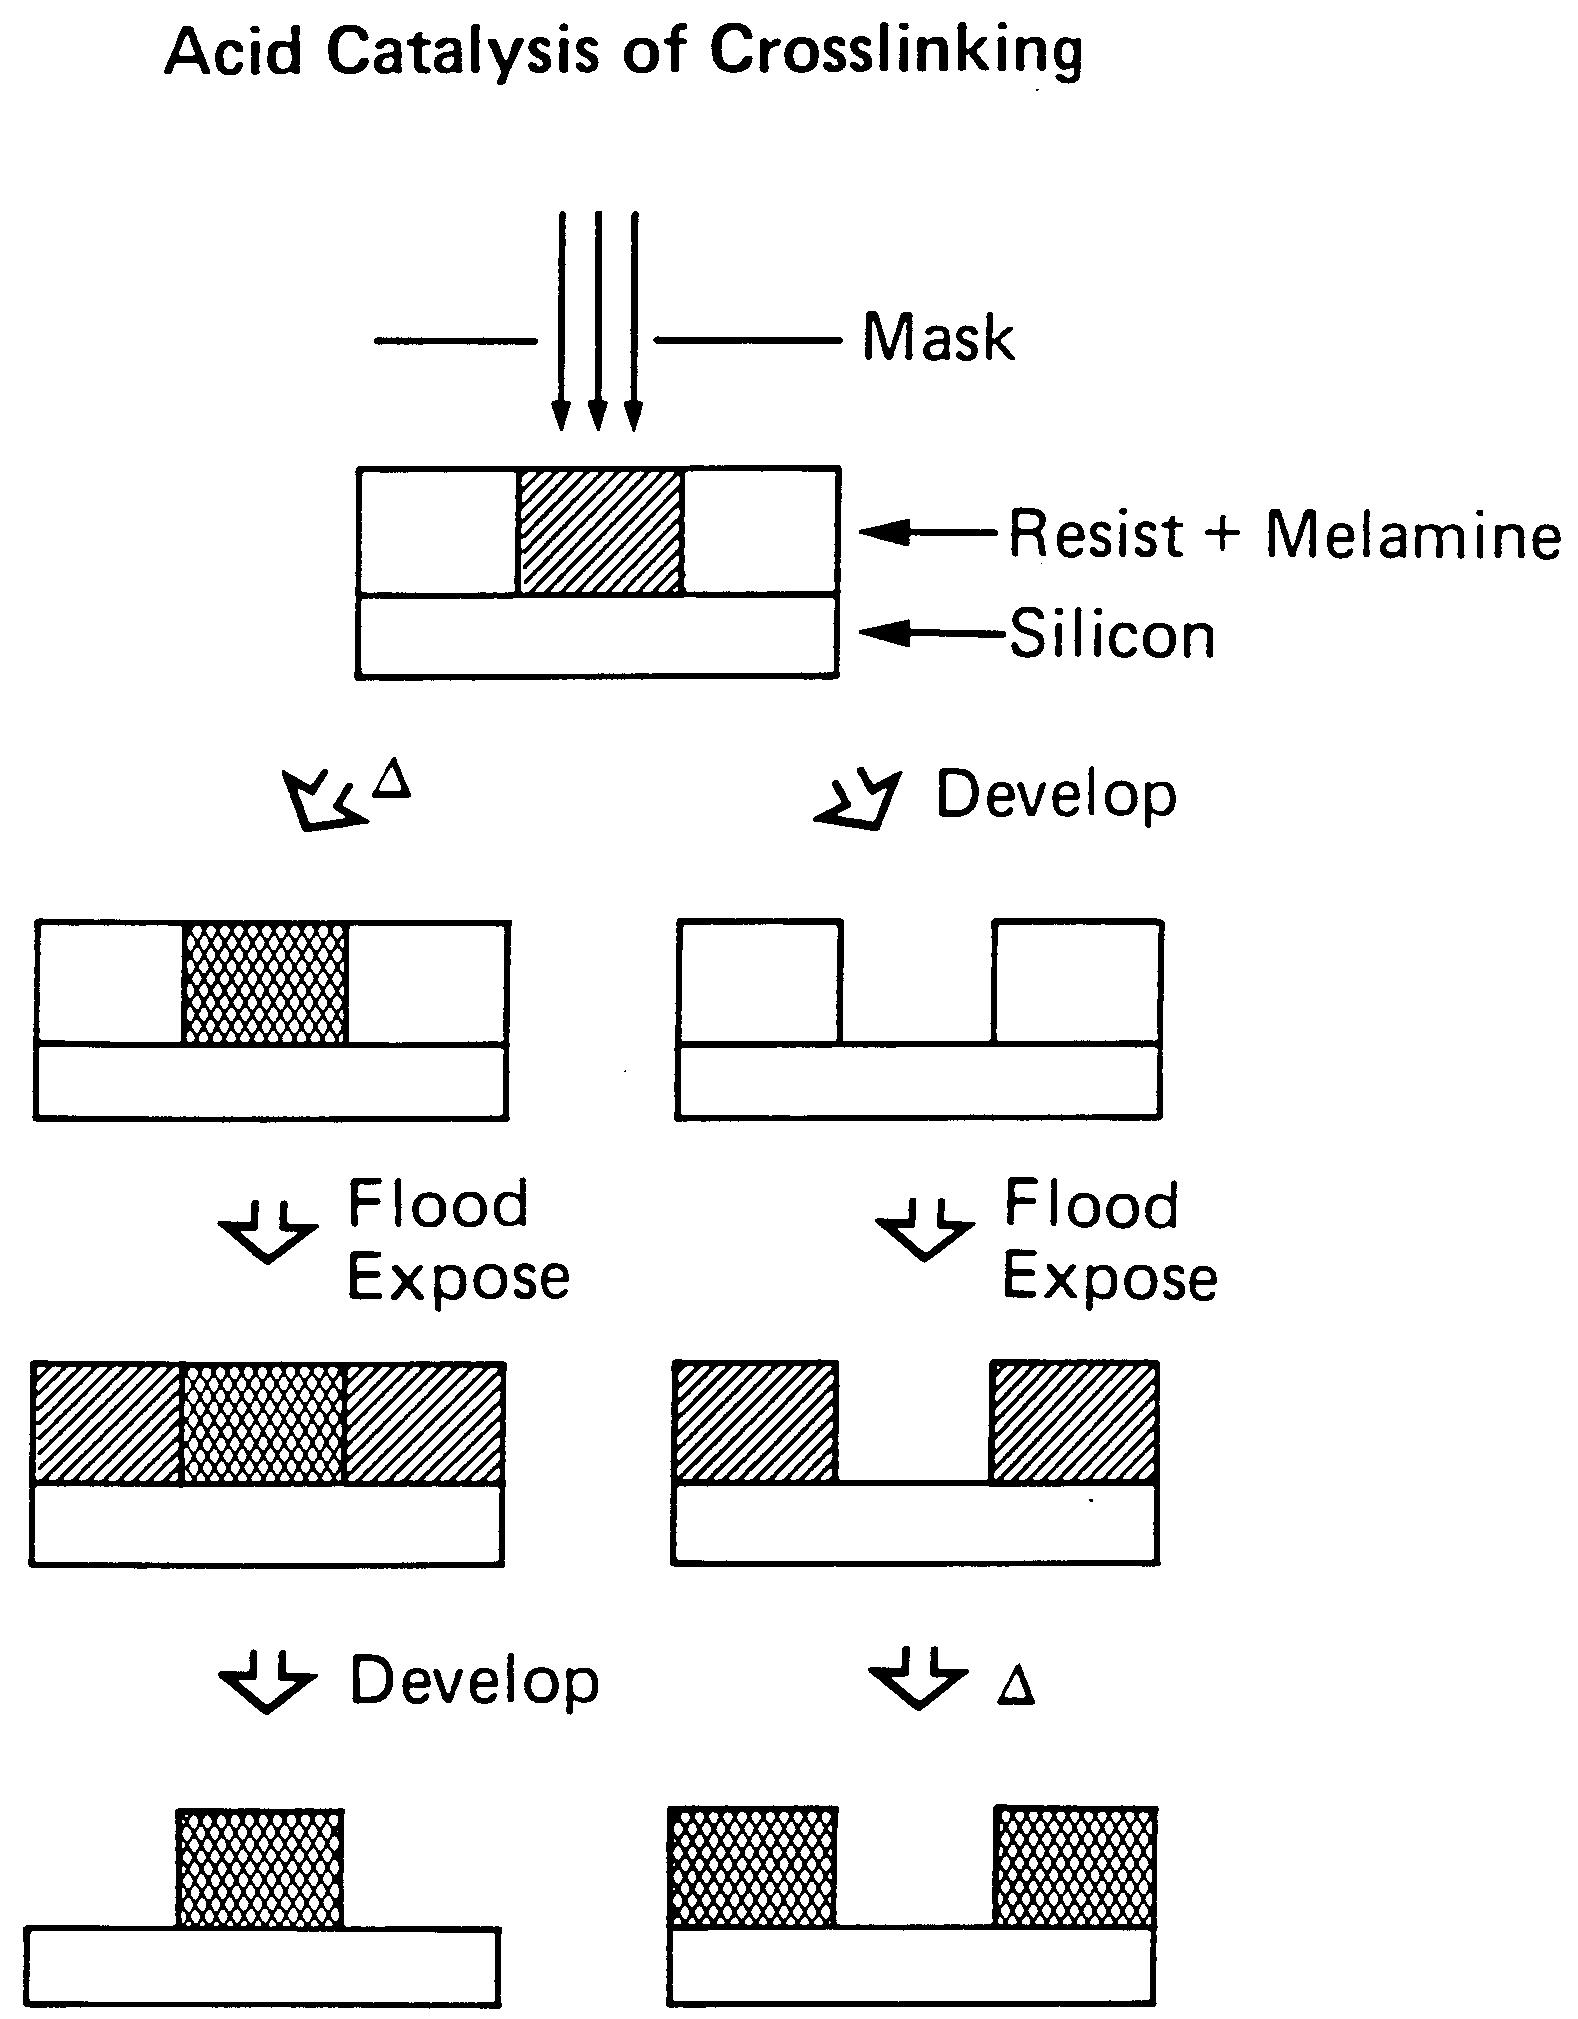 Acid Catalysis of Crosslinking
Mask
Resist + Melamine
Silicon
Δ
Develop
Flood
Expose
Flood
Expose
Develop
Δ